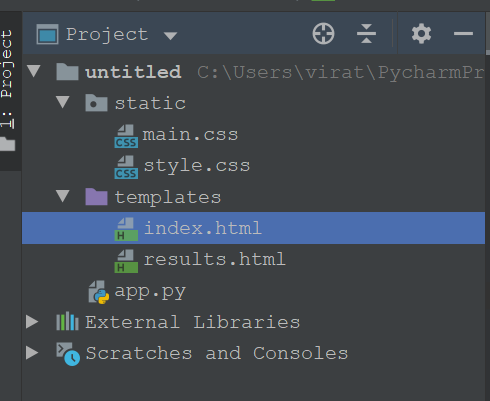 Project
1: Project
untitled C:\Users\virat\PycharmPr
static
main.css
style.css
templates
index.html
results.html
app.py
External Libraries
Scratches and Consoles